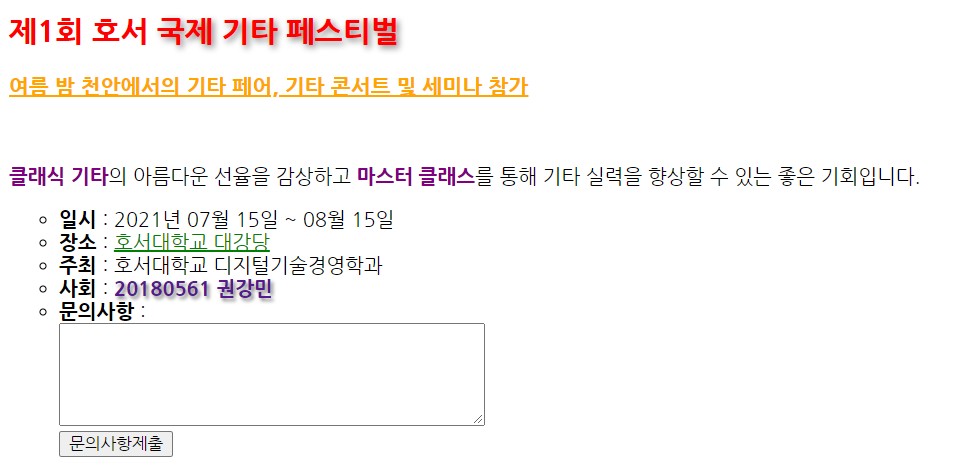 제1회 호서 국제 기타 페스티벌
여름 밤 천안에서의 기타 페어, 기타 콘서트 및 세미나 참가
클래식 기타의 아름다운 선율을 감상하고 마스터 클래스를 통해 기타 실력을 향상할 수 있는 좋은 기회입니다.
일시 : 2021년 07월 15일 ~ 08월 15일
장소 : 호서대학교 대강당
주최 : 호서대학교 디지털기술경영학과
사회 : 20180561 권강민
문의사항 :
문의사항제출